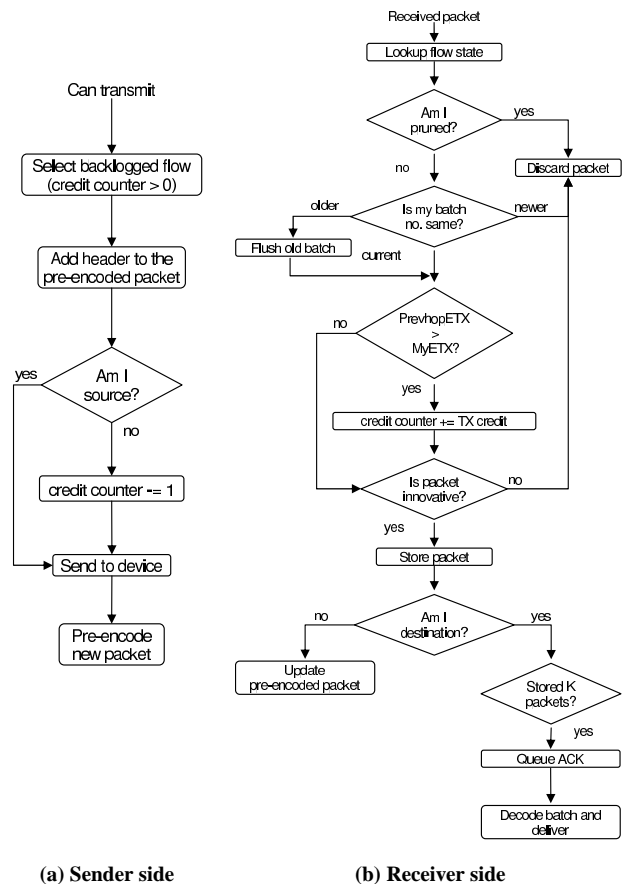 Can transmit
Select backlogged flow
(credit counter > 0)
Add header to the
pre-encoded packet
yes
Am I
source?
no
credit counter -= 1
Send to device
Pre-encode
new packet
(a) Sender side
Received packet
Lookup flow state
Am I
pruned?
yes
no
Discard packet
older
Is my batch
no. same?
newer
Flush old batch
current
no
PrevhopETX
>
MyETX?
yes
credit counter += TX credit
Is packet
innovative?
no
yes
Store packet
no
Am I
destination?
yes
Update
pre-encoded packet
Stored K
packets?
yes
Queue ACK
Decode batch and
deliver
(b) Receiver side